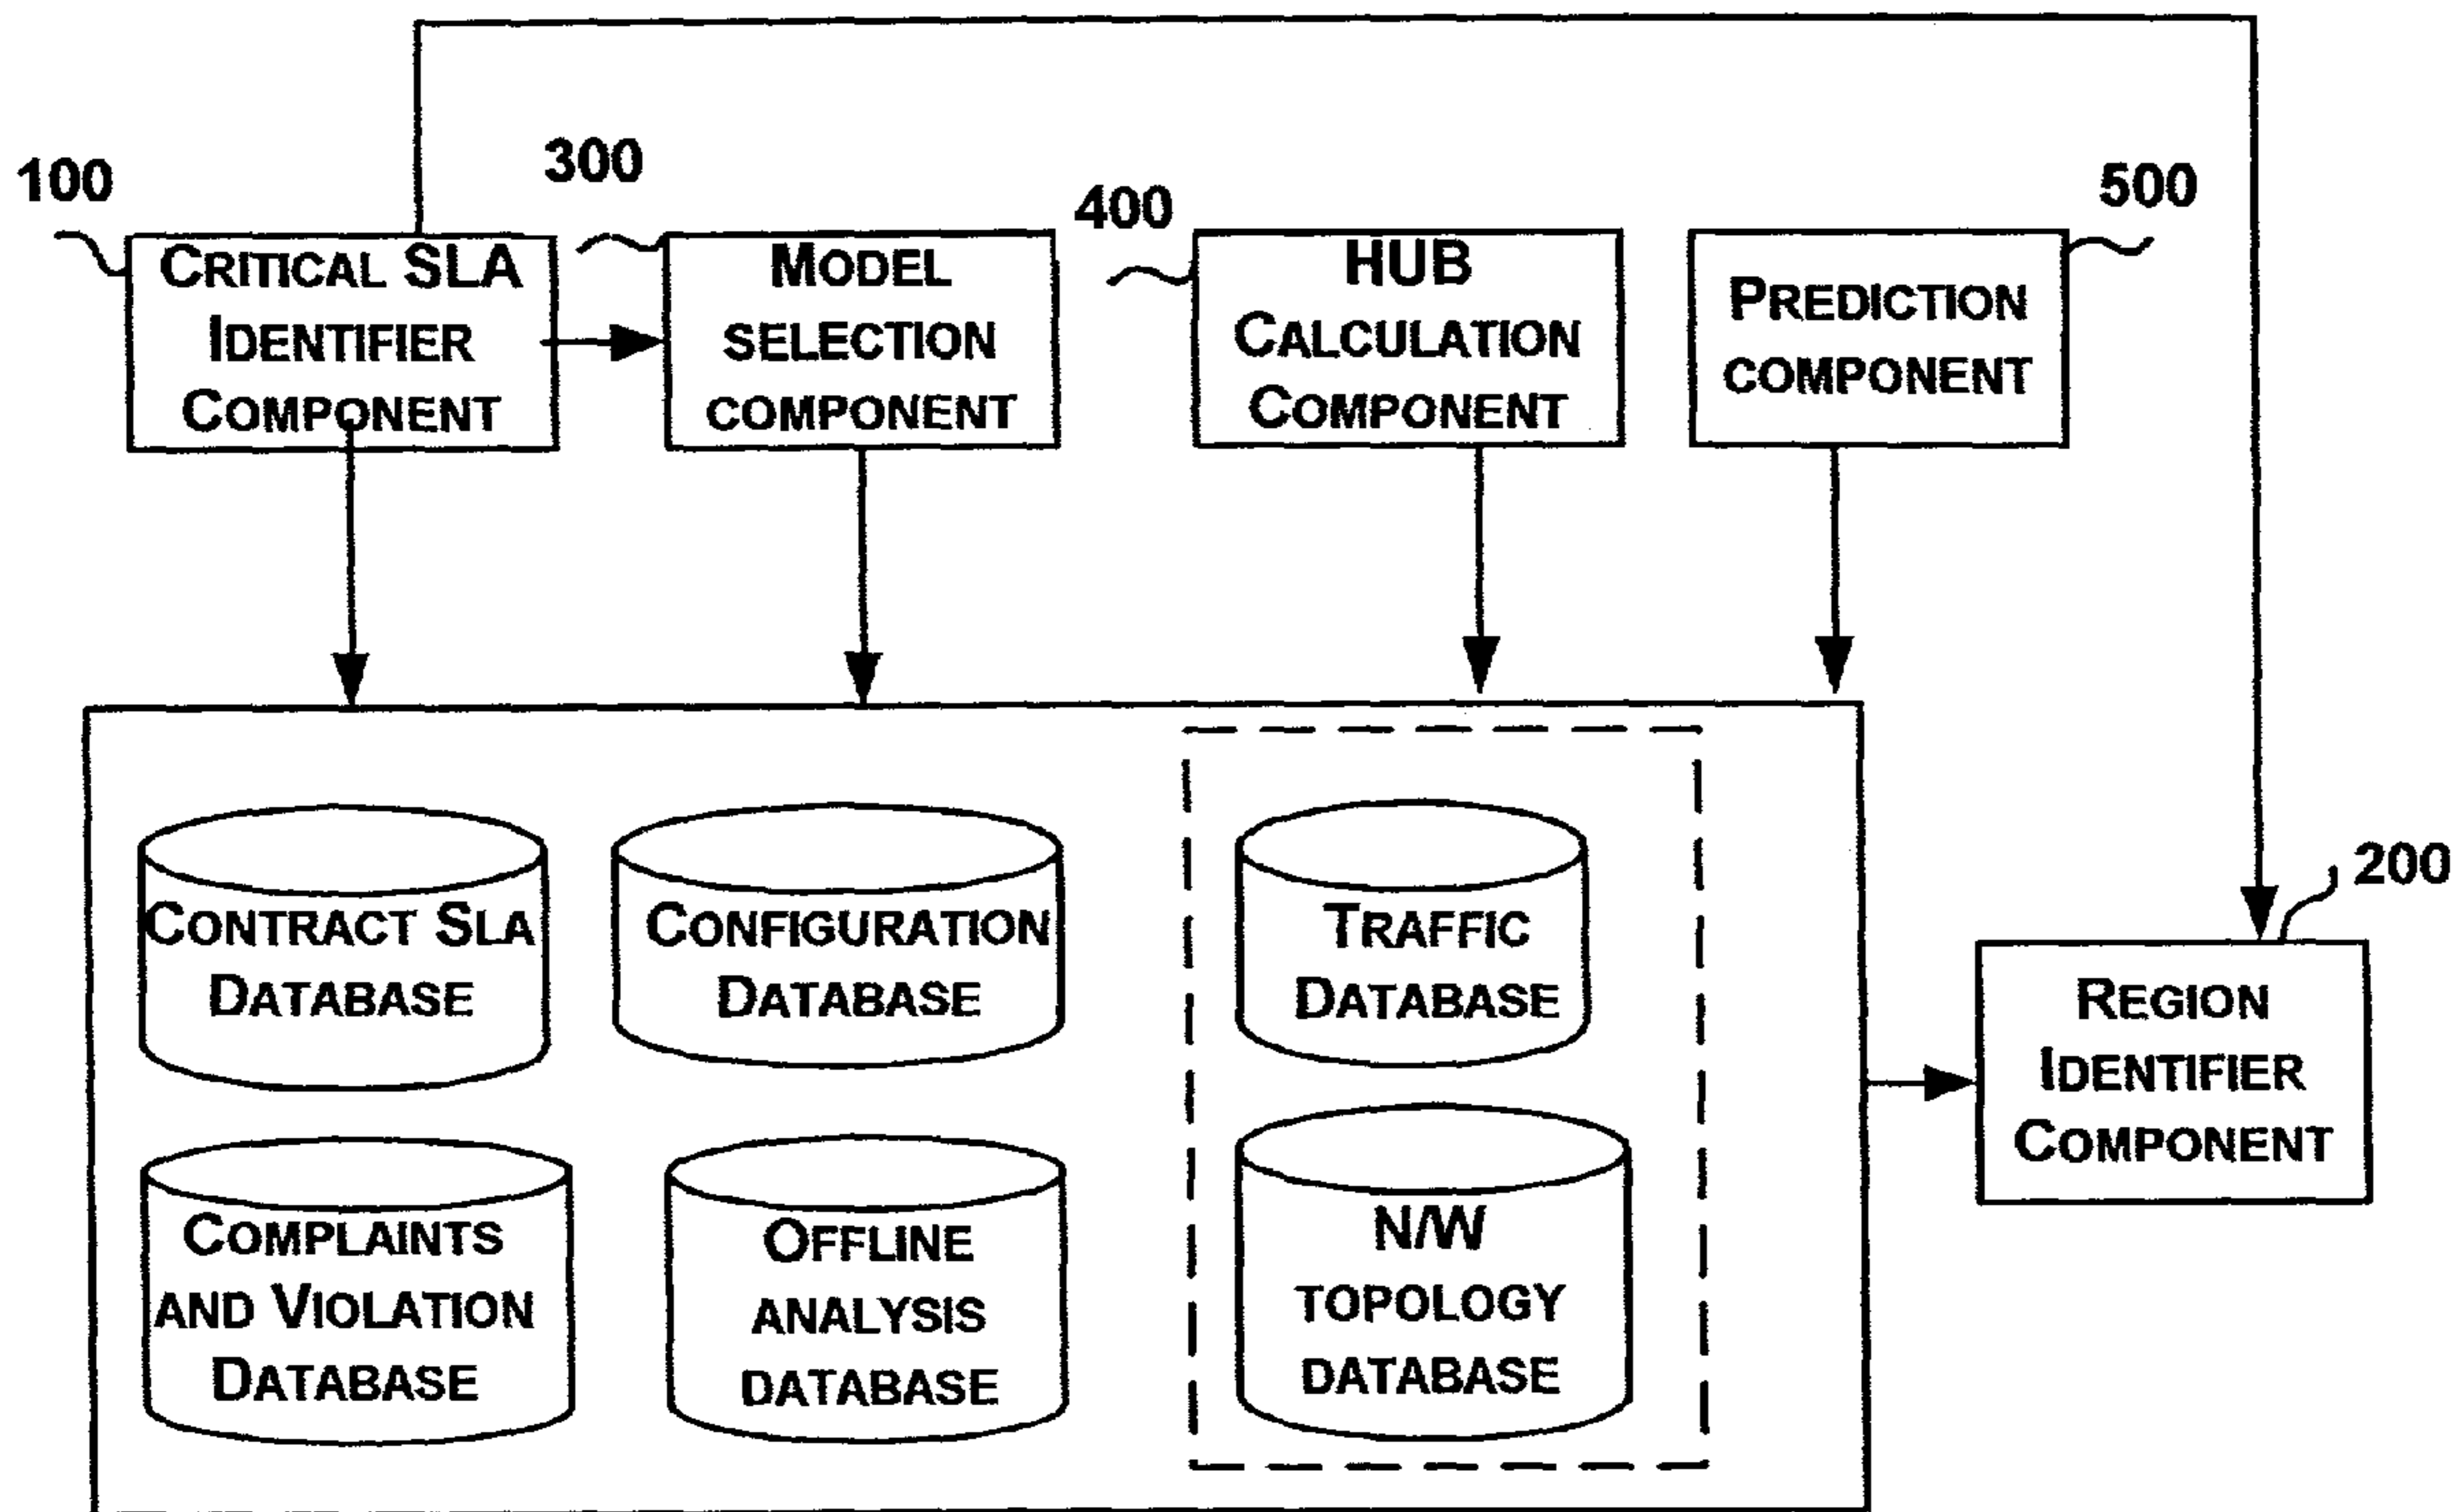 100
CRITICAL SLA
IDENTIFIER
COMPONENT
300
MODEL
SELECTION
COMPONENT
400
HUB
CALCULATION
COMPONENT
500
PREDICTION
COMPONENT
CONTRACT SLA
DATABASE
CONFIGURATION
DATABASE
TRAFFIC
DATABASE
200
REGION
IDENTIFIER
COMPONENT
COMPLAINTS
AND VIOLATION
DATABASE
OFFLINE
ANALYSIS
DATABASE
N/W
TOPOLOGY
DATABASE